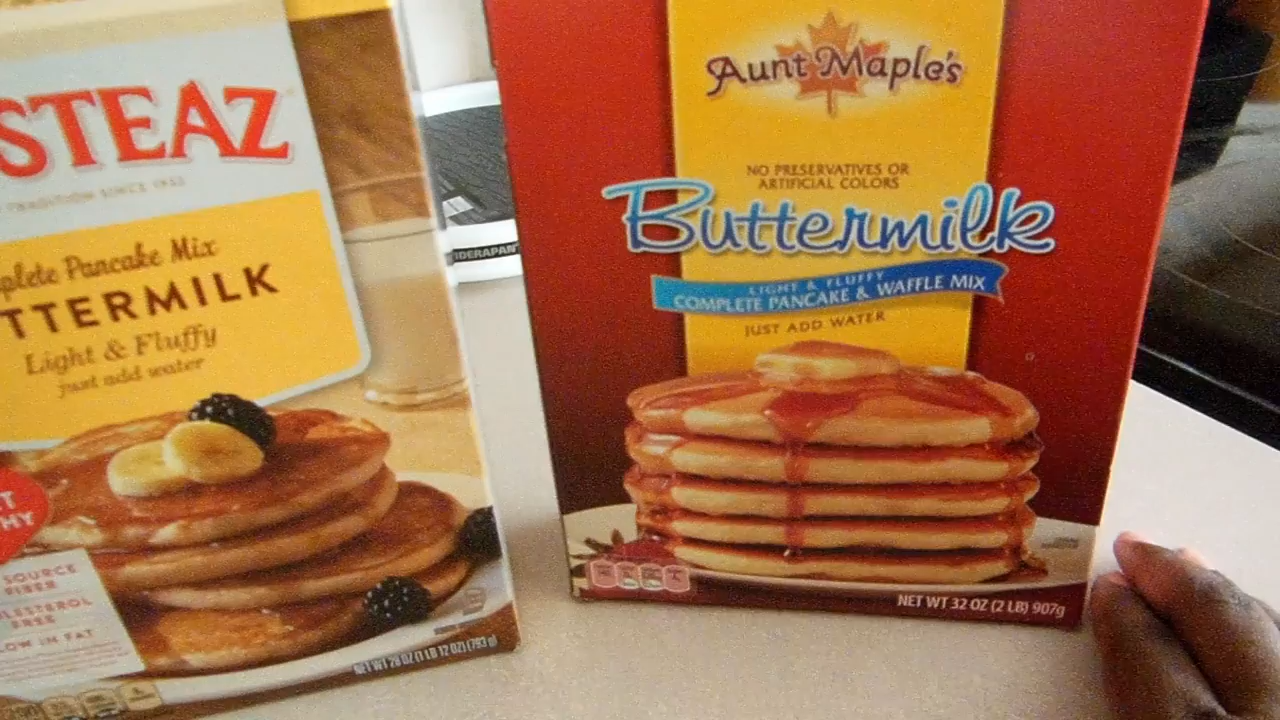 STEAZ
TRADITION SINCE 1932
plete Pancake Mix
TTERMILK
Light & Fluffy
just add water
T
HY
SOURCE
FIBER
LESTEROL
FREE
LOW IN FAT
NET WT 28 OZ (1 LB 12 OZ) (793 g)
IDERAPAN
Aunt Maple's
NO PRESERVATIVES OR
ARTIFICIAL COLORS
Buttermilk
LIGHT & FLUFFY
COMPLETE PANCAKE & WAFFLE MIX
JUST ADD WATER
NET WT 32 OZ (2 LB) 907g